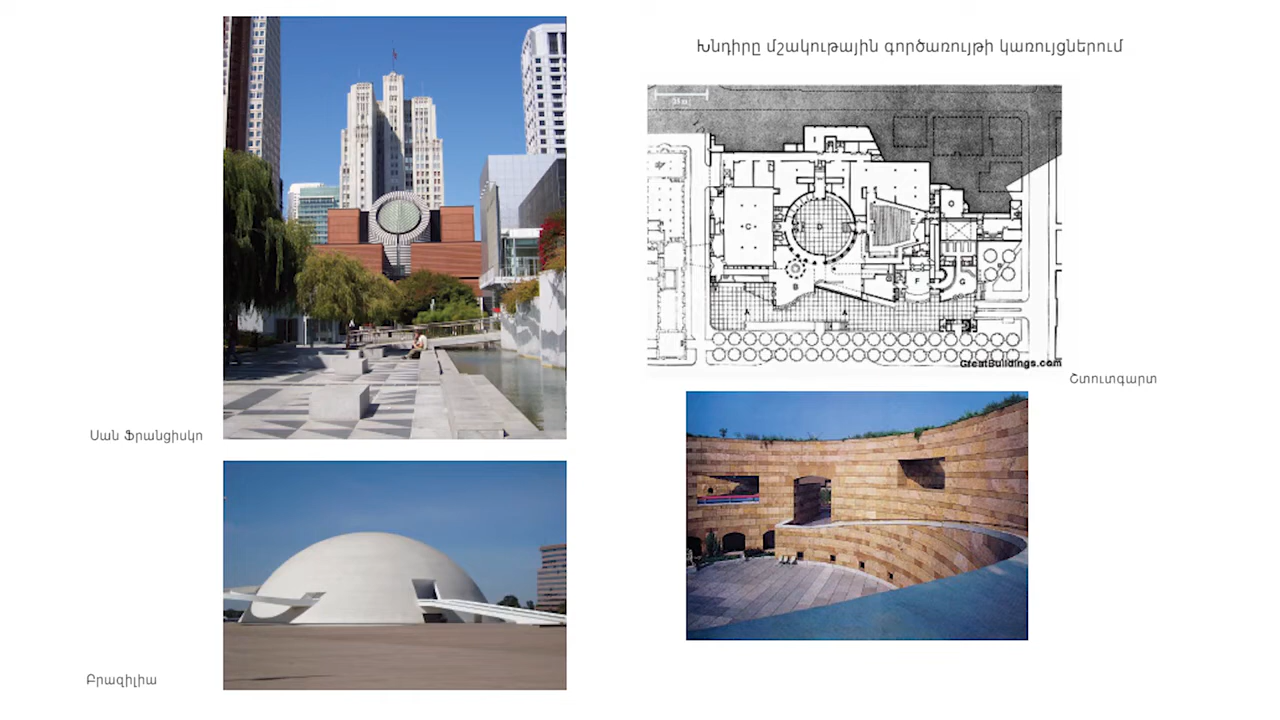 Խնդիրը մշակութային գործառույթի կառույցներում
Սան Ֆրանցիսկո
C
D
E
B
F
G
A
A
GreatBuildings.com
Շտուտգարտ
Բրազիլիա